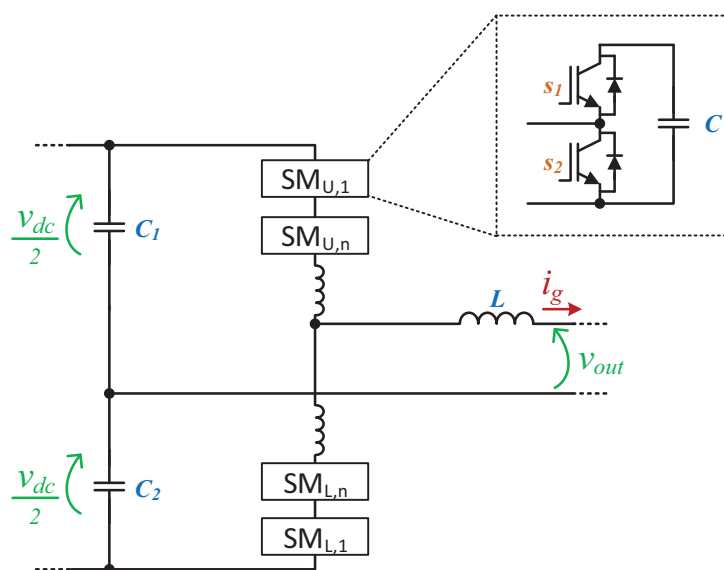 s1
s2
C
SMU,1
vdc
2
C1
SMU,n
L
ig
vout
vdc
2
C2
SML,n
SML,1